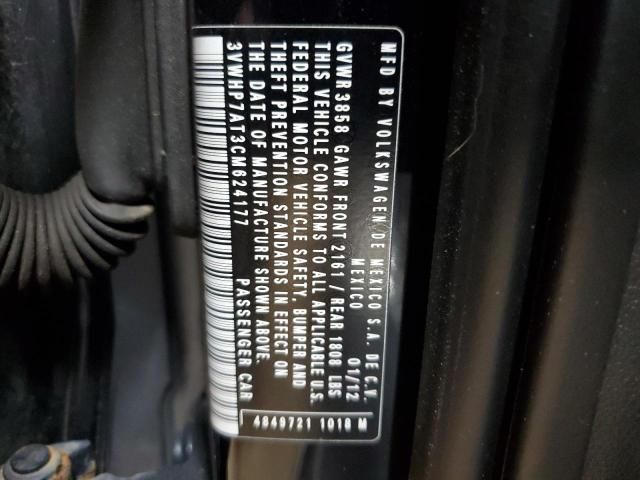 MFD BY VOLKSWAGEN DE MEXICO S.A. DE C.V.
MEXICO 01/12
GVWR 3858 GAWR FRONT 2161 / REAR 1808 LBS
THIS VEHICLE CONFORMS TO ALL APPLICABLE U.S.
FEDERAL MOTOR VEHICLE SAFETY, BUMPER AND
THEFT PREVENTION STANDARDS IN EFFECT ON
THE DATE OF MANUFACTURE SHOWN ABOVE.
3VWHP7AT3CM624177 PASSENGER CAR
4849721 1018 M